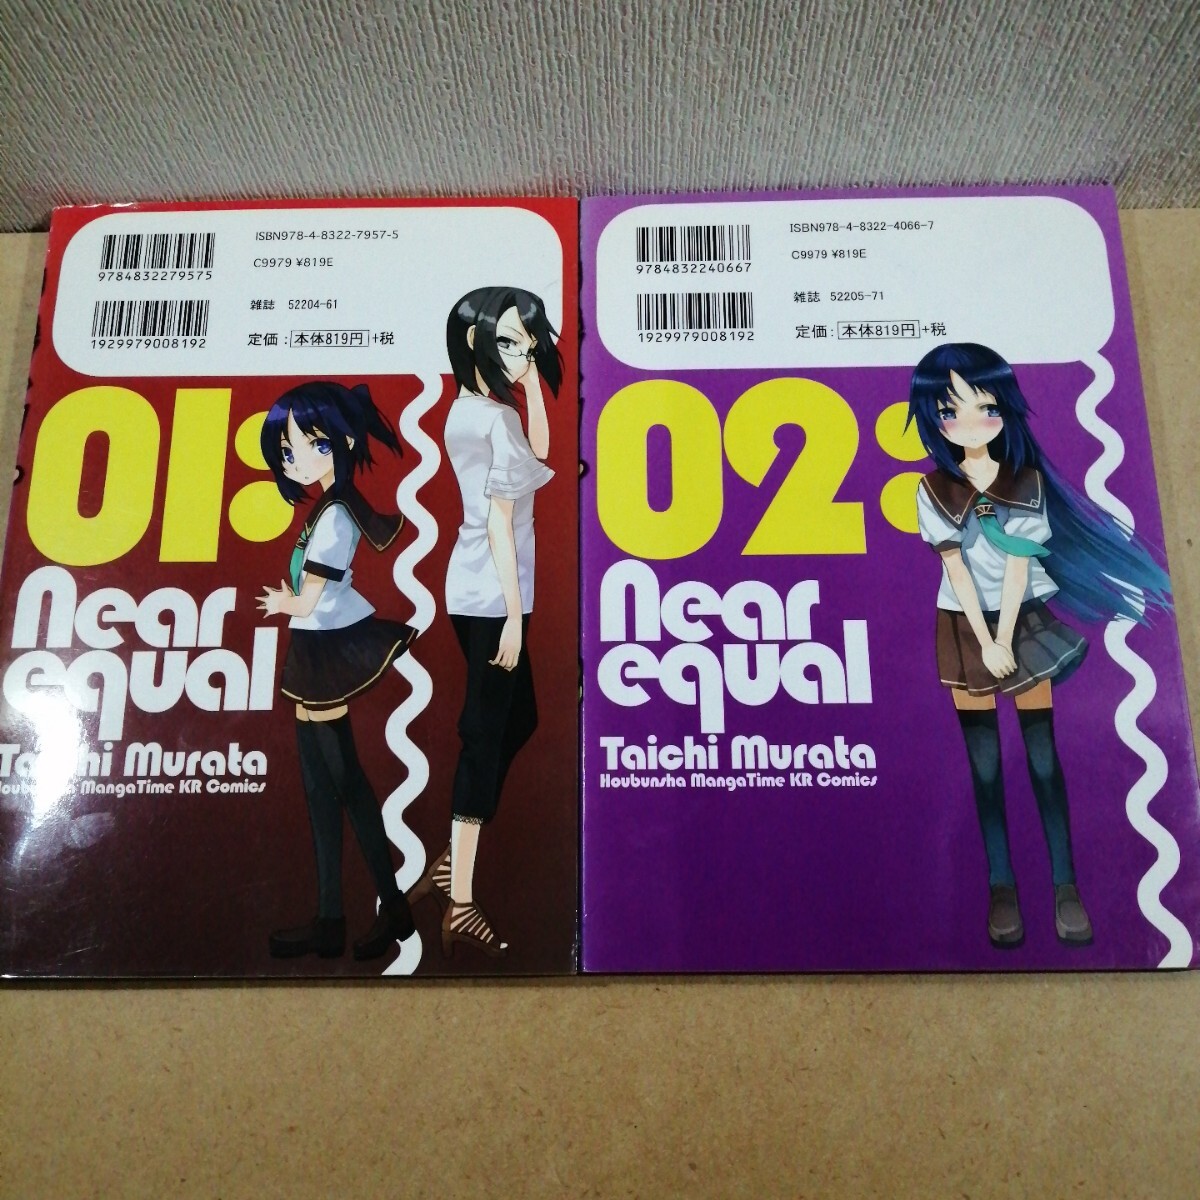 ISBN978-4-8322-7957-5
9784832279575
C9979 ¥819E
雑誌 52204-61
1929979008192
定価：本体819円+税
01:
Near
equal
Taichi Murata
Houbunsha MangaTime KR Comics
ISBN978-4-8322-4066-7
9784832240667
C9979 ¥819E
雑誌 52205-71
1929979008192
定価：本体819円+税
02:
Near
equal
Taichi Murata
Houbunsha MangaTime KR Comics